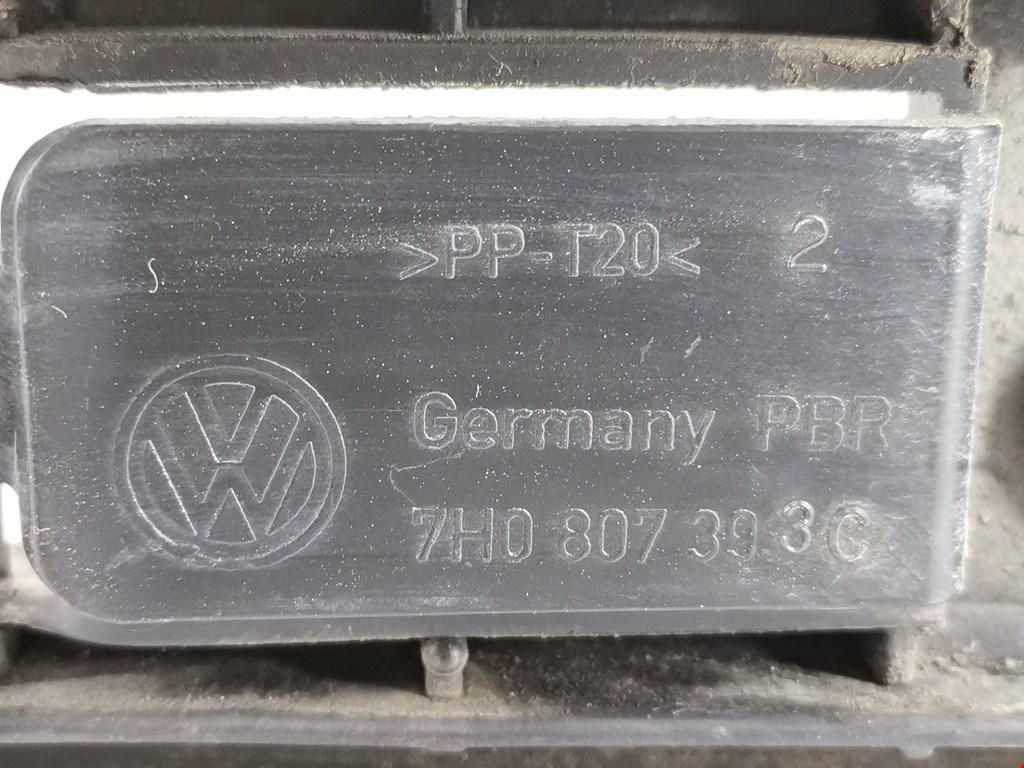 >PP-T20< 2
Germany PBR
7H0 807 393 C